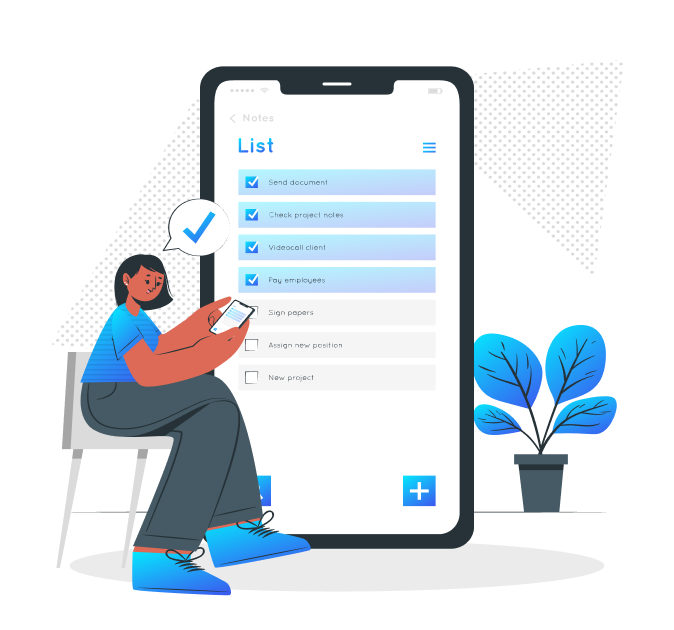 Notes
List
Send document
Check project notes
Videocall client
Pay employees
Sign papers
Assign new position
New project